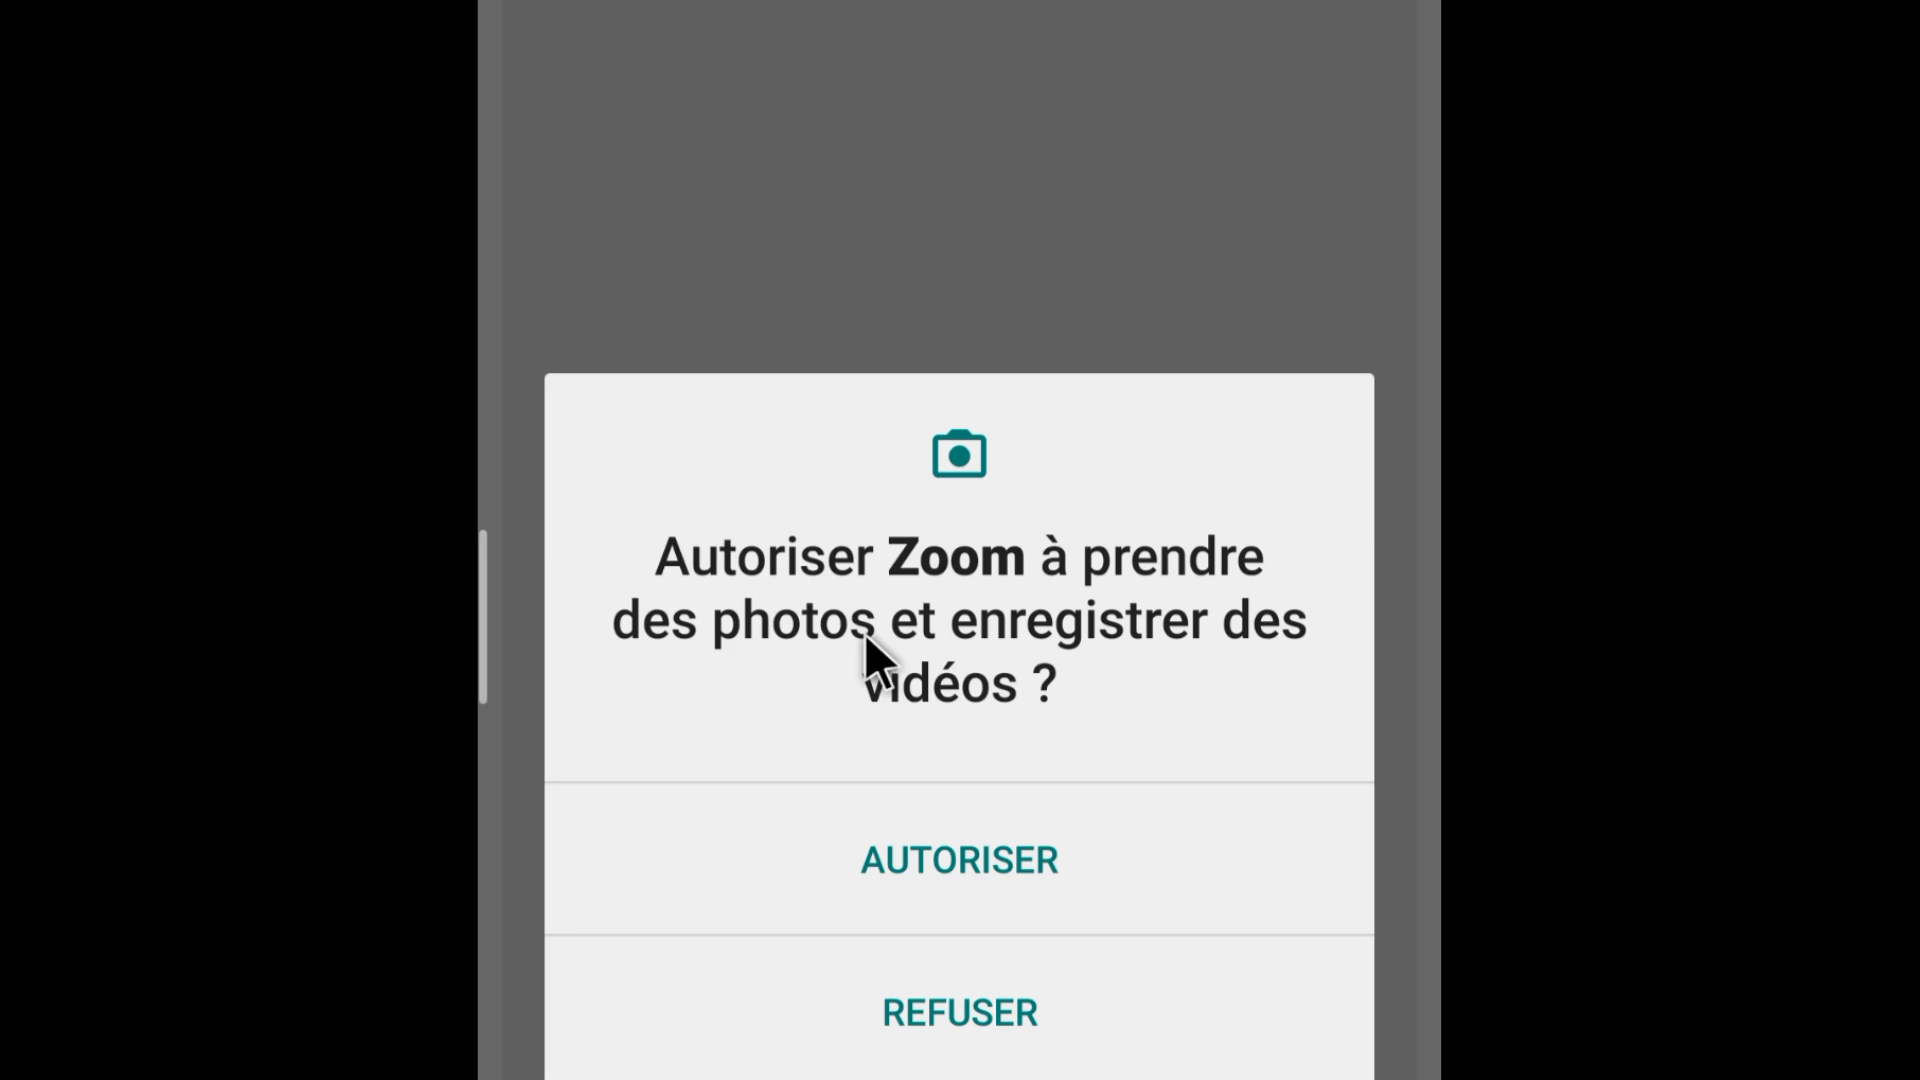 Autoriser Zoom à prendre
des photos et enregistrer des
vidéos ?
AUTORISER
REFUSER